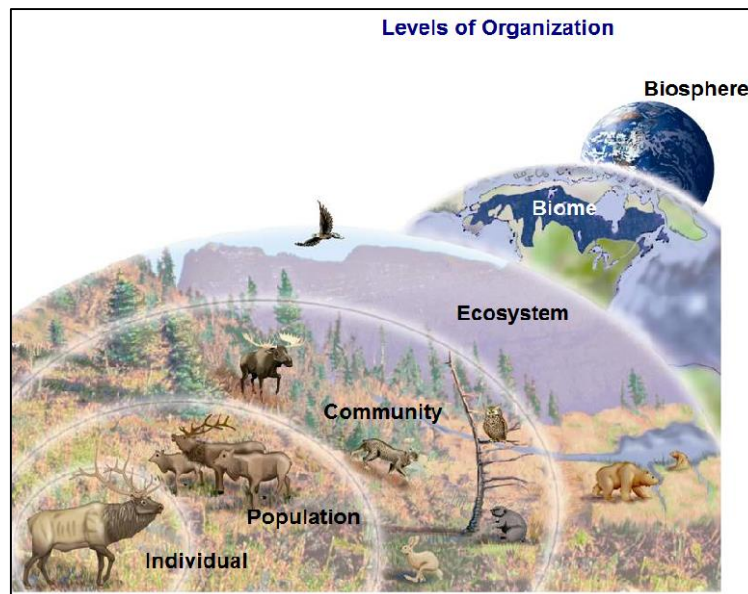 Levels of Organization
Biosphere
Biome
Ecosystem
Community
Population
Individual